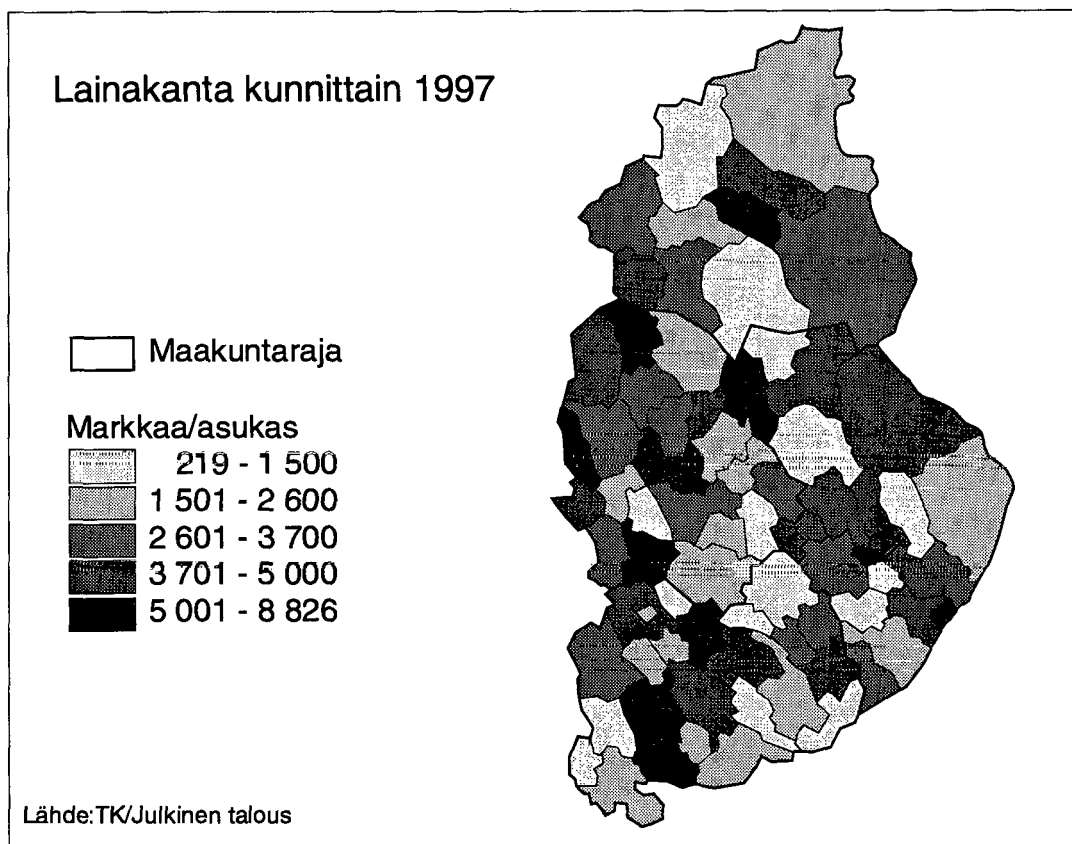 Lainakanta kunnittain 1997
Maakuntaraja
Markkaa/asukas
219 - 1 500
1 501 - 2 600
2 601 - 3 700
3 701 - 5 000
5 001 - 8 826
Lähde:TK/Julkinen talous